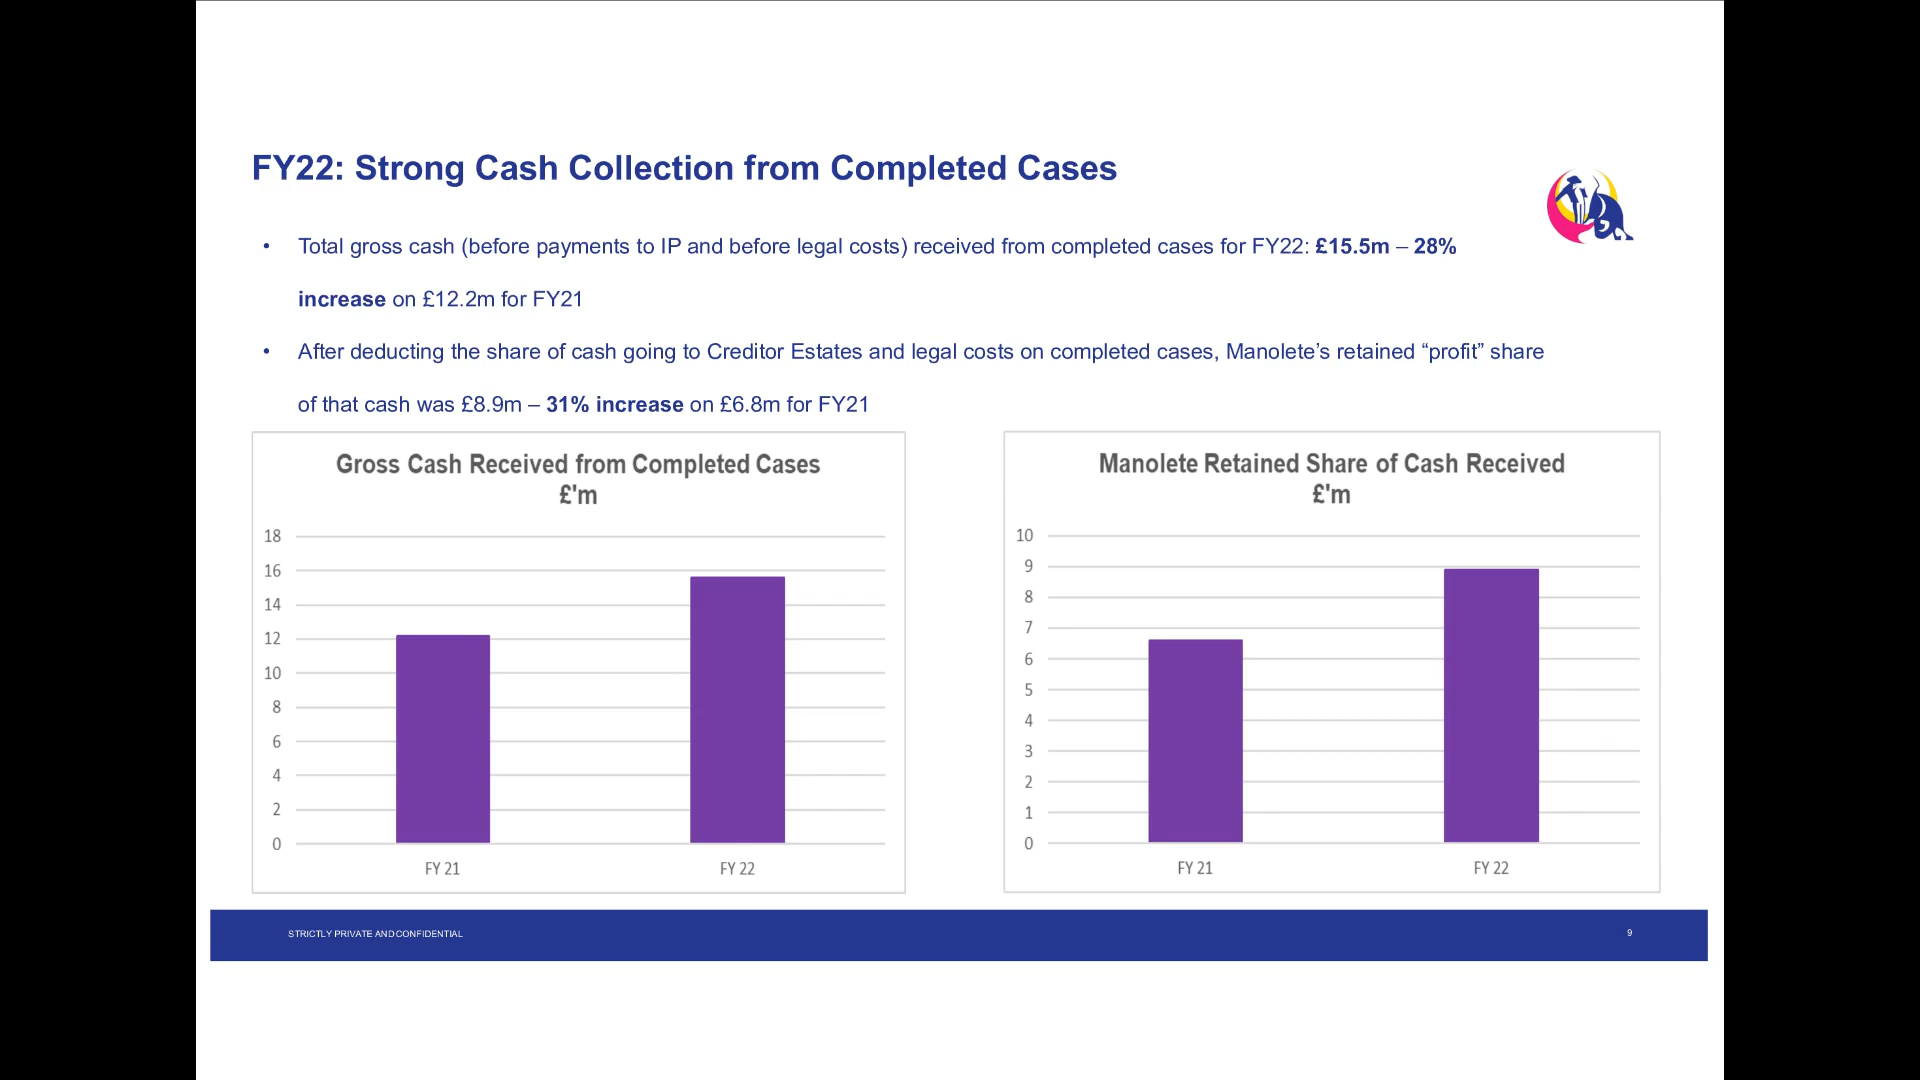 FY22: Strong Cash Collection from Completed Cases
• Total gross cash (before payments to IP and before legal costs) received from completed cases for FY22: £15.5m – 28%
increase on £12.2m for FY21
• After deducting the share of cash going to Creditor Estates and legal costs on completed cases, Manolete’s retained “profit” share
of that cash was £8.9m – 31% increase on £6.8m for FY21
Gross Cash Received from Completed Cases
£'m
18
16
14
12
10
8
6
4
2
0
FY 21
FY 22
Manolete Retained Share of Cash Received
£'m
10
9
8
7
6
5
4
3
2
1
0
FY 21
FY 22
STRICTLY PRIVATE AND CONFIDENTIAL
9